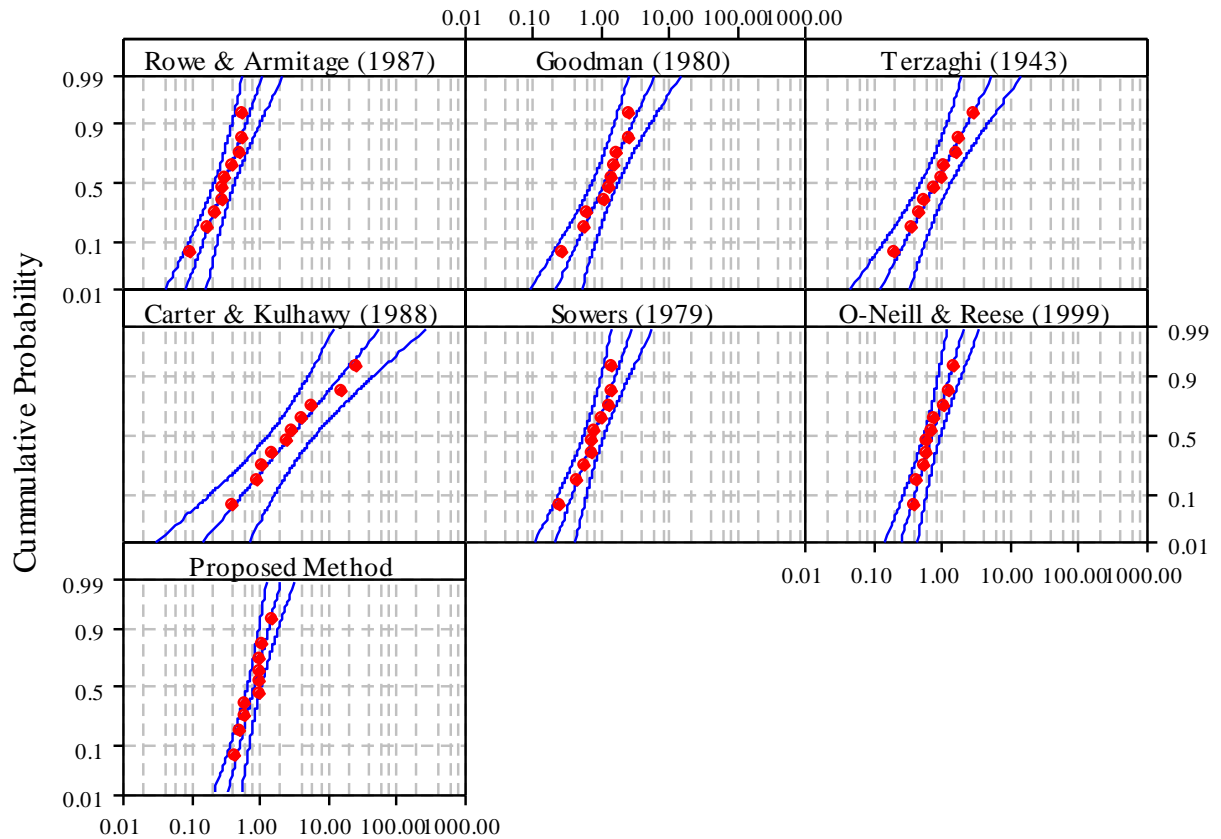 0.01 0.10 1.00 10.00 100.00 1000.00
Rowe & Armitage (1987) Goodman (1980) Terzaghi (1943)
0.99
0.9
0.5
0.1
0.01
Cummulative Probability
Carter & Kulhawy (1988) Sowers (1979) O-Neill & Reese (1999)
0.99
0.9
0.5
0.1
0.01
0.01 0.10 1.00 10.00 100.00 1000.00
Proposed Method
0.99
0.9
0.5
0.1
0.01
0.01 0.10 1.00 10.00 100.00 1000.00